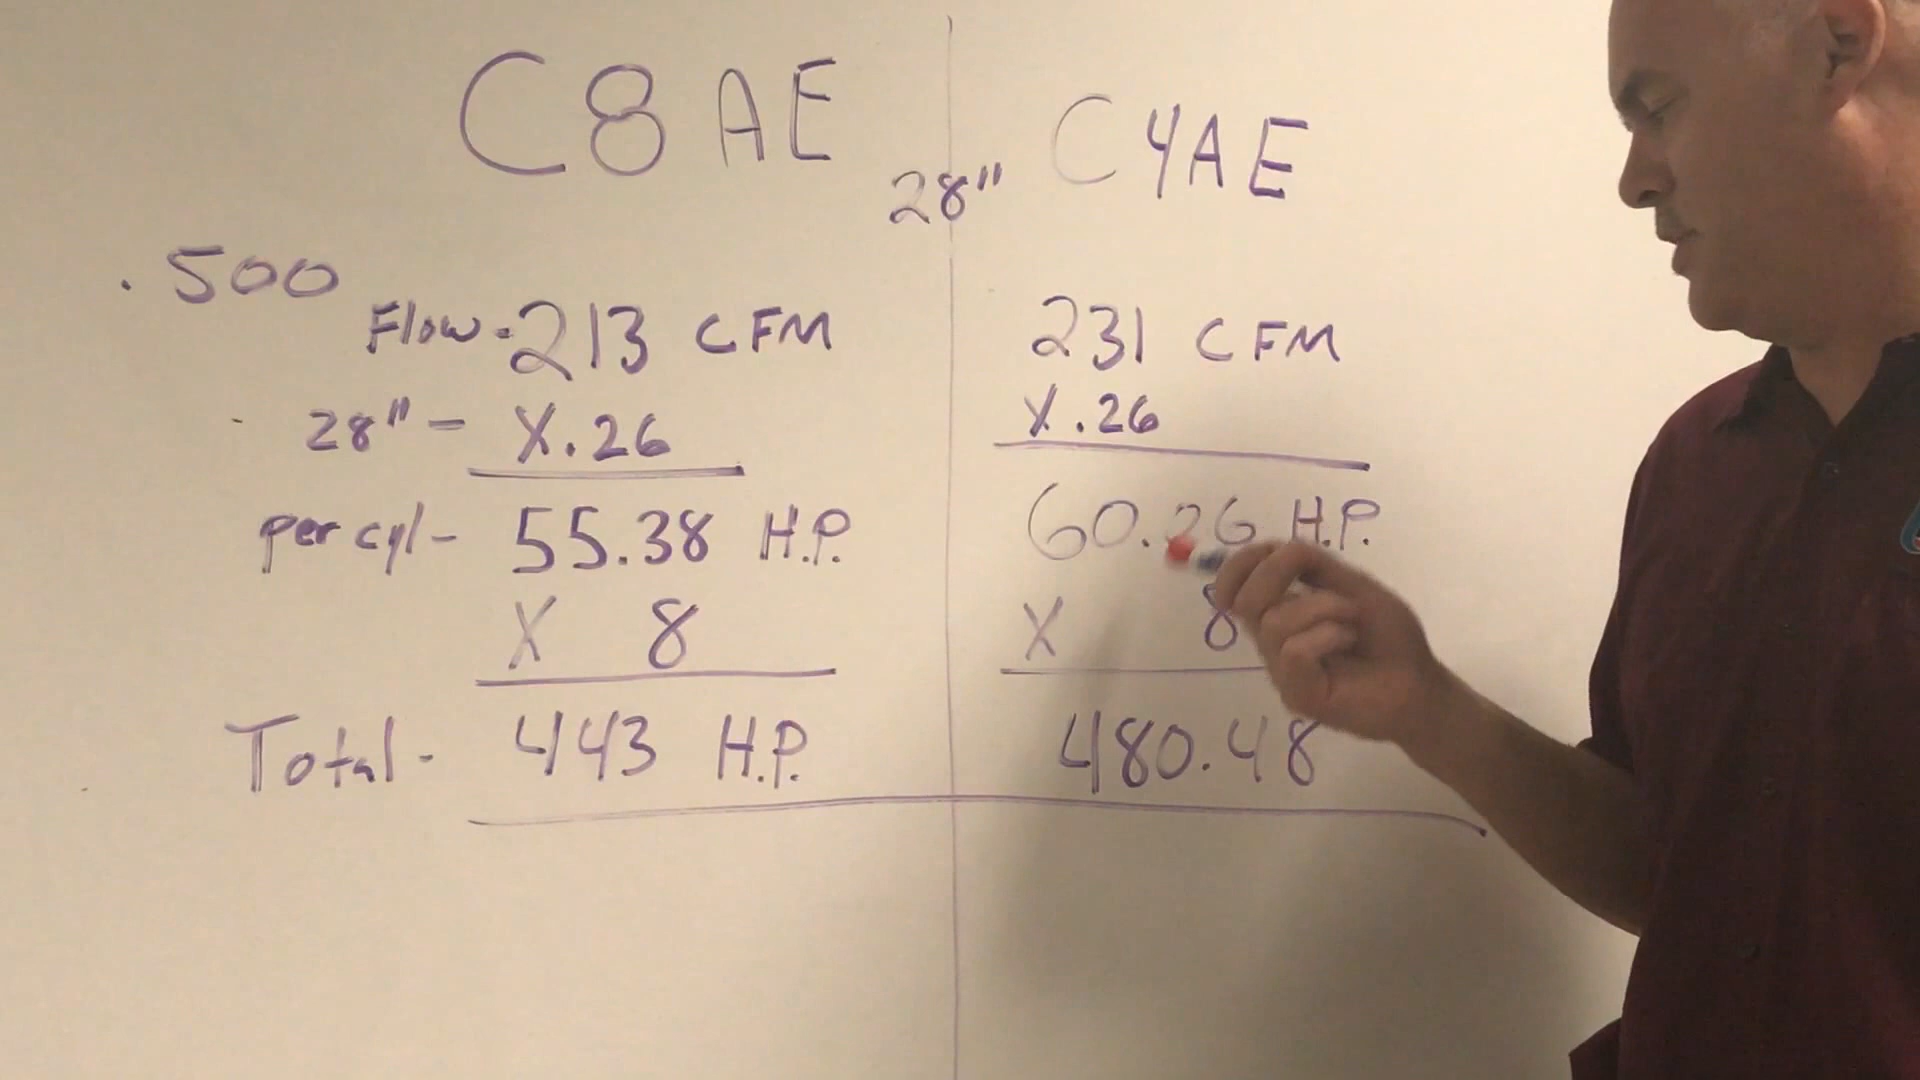 C8AE
28"
C4AE
.500
Flow - 213 CFM
28" - X .26
per cyl - 55.38 H.P.
X 8
Total - 443 H.P.
231 CFM
X .26
60.26 H.P.
X 8
480.48